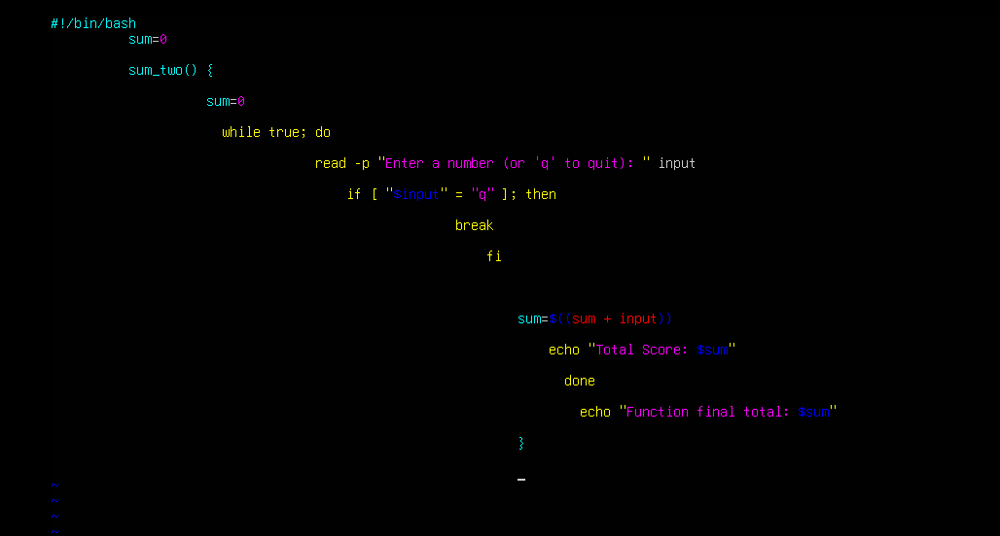 #!/bin/bash
sum=0
sum_two() {
sum=0
while true; do
read -p "Enter a number (or 'q' to quit): " input
if [ "$input" = "q" ]; then
break
fi
sum=$((sum + input))
echo "Total Score: $sum"
done
echo "Function final total: $sum"
}
~
~
~
~